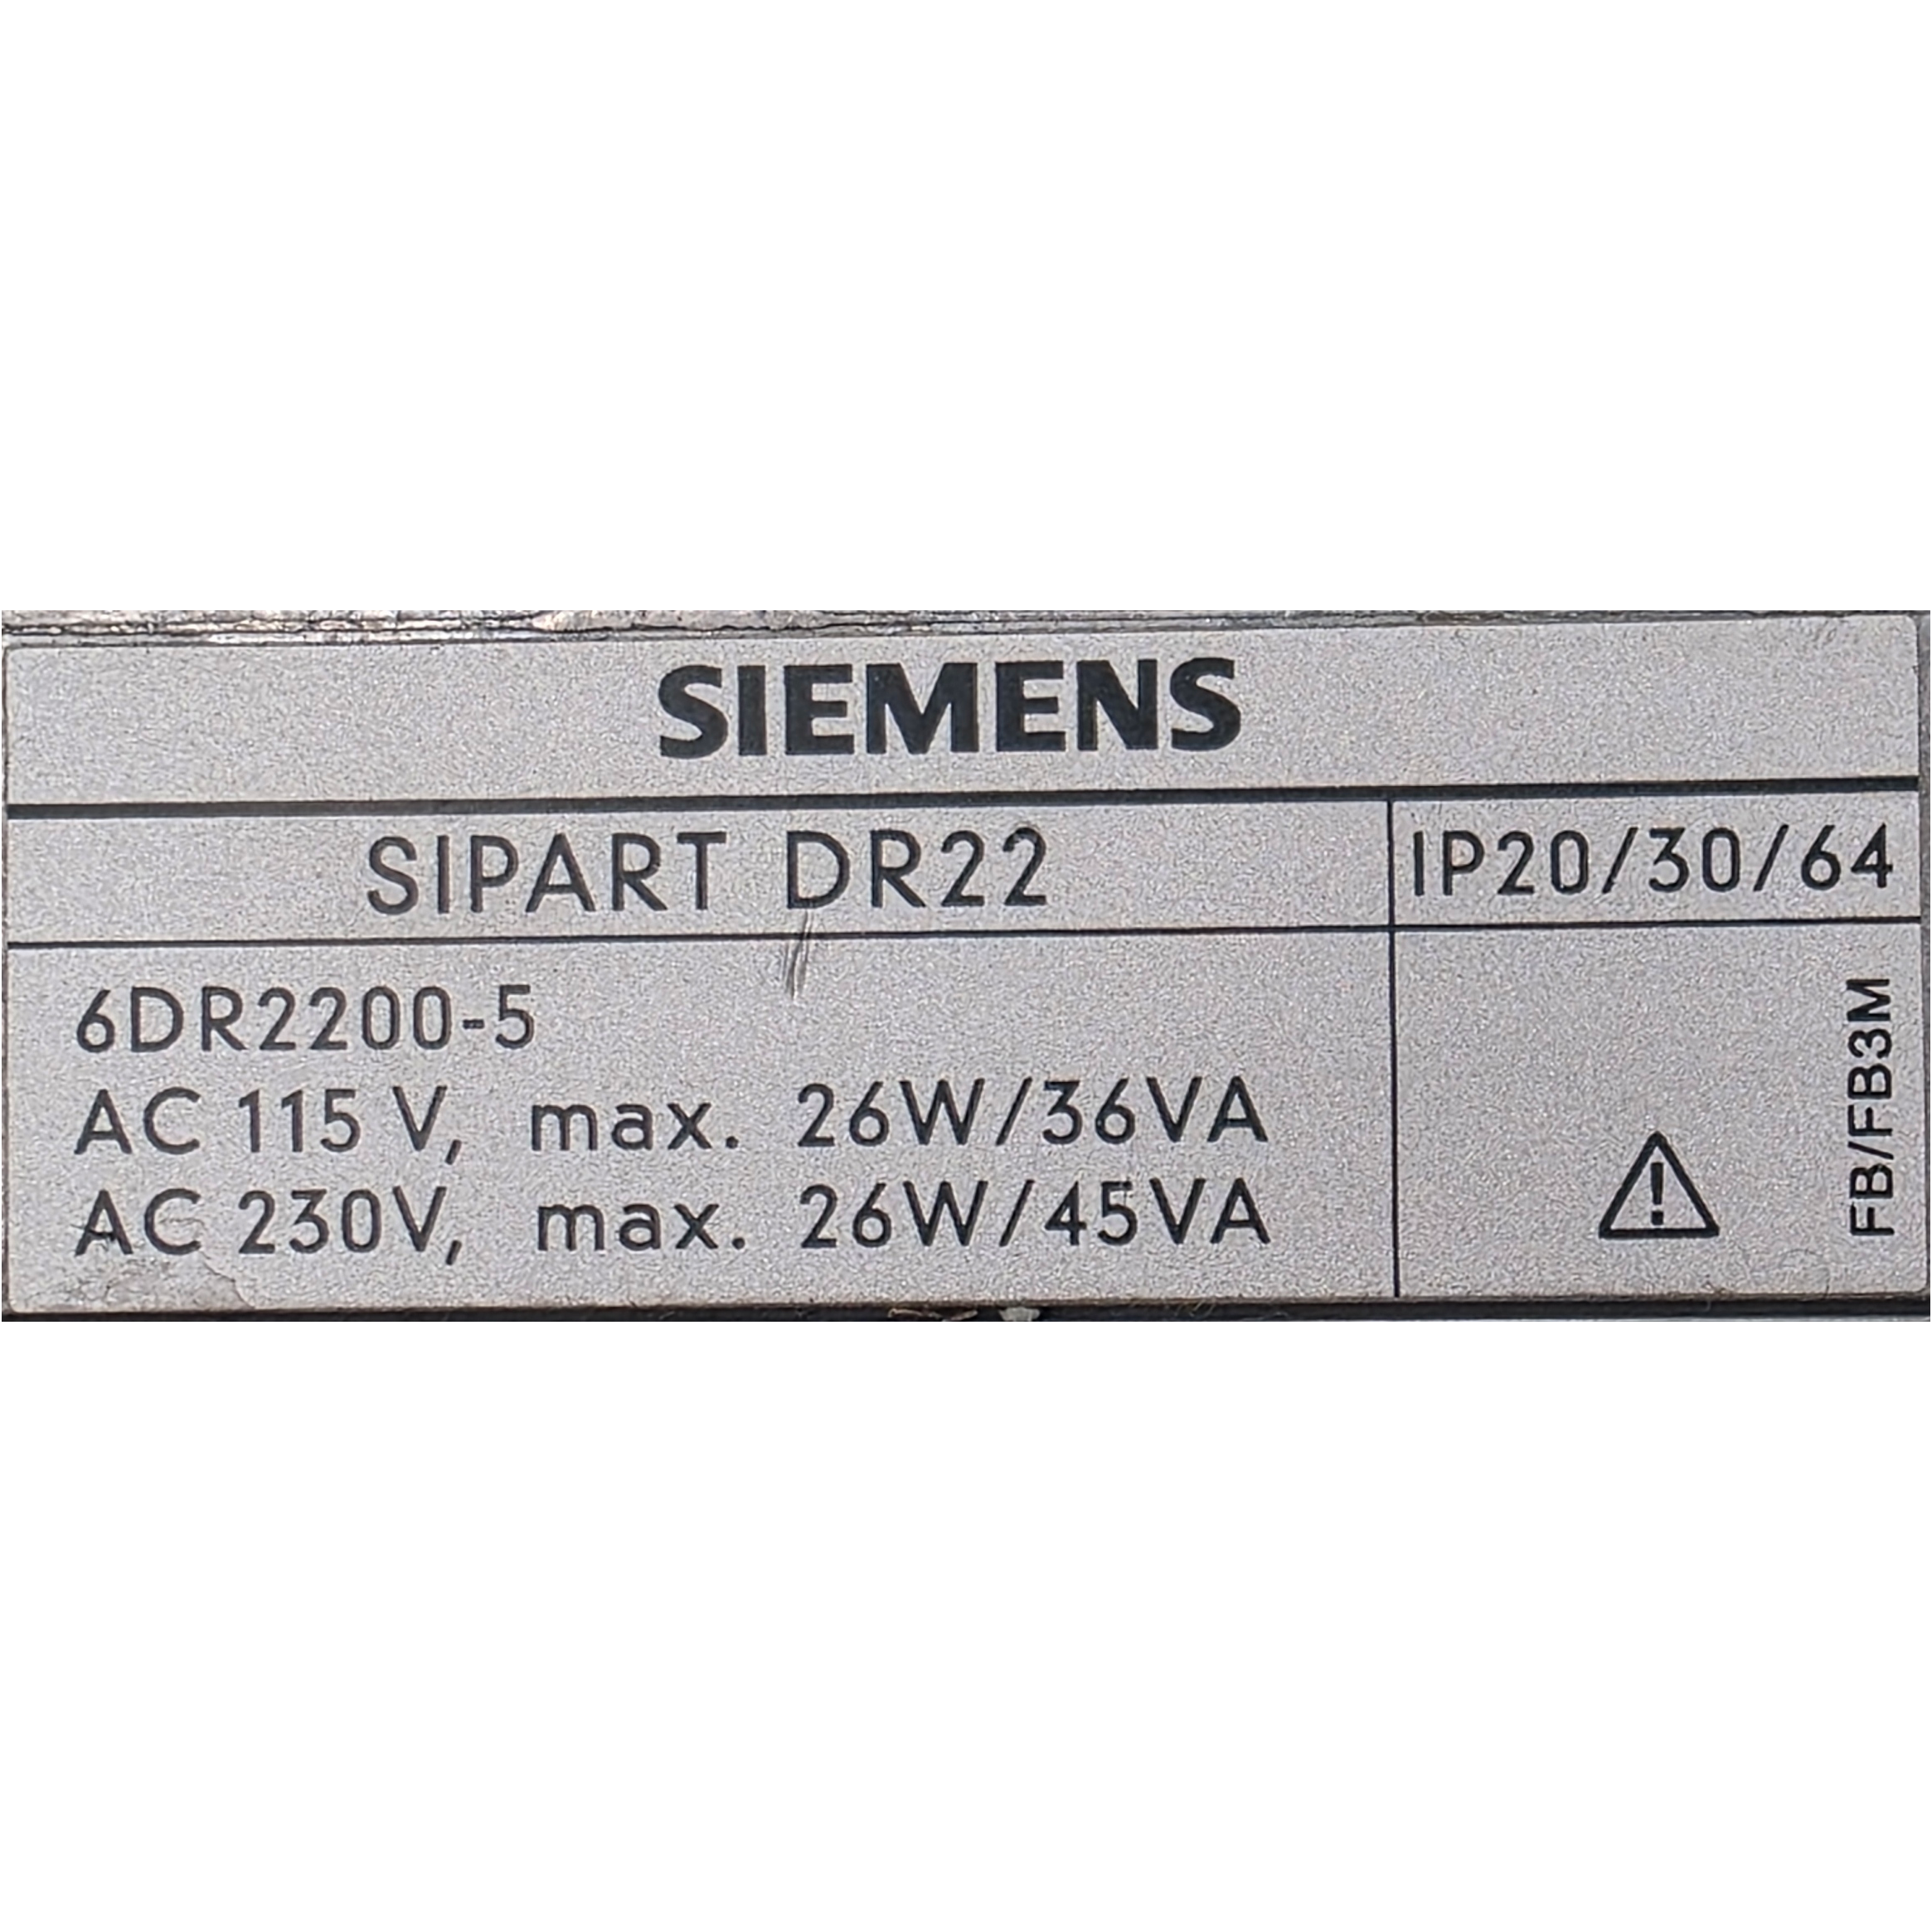 SIEMENS
SIPART DR22
IP20/30/64
6DR2200-5
AC 115 V, max. 26W/36VA
AC 230V, max. 26W/45VA
FB/FB3M